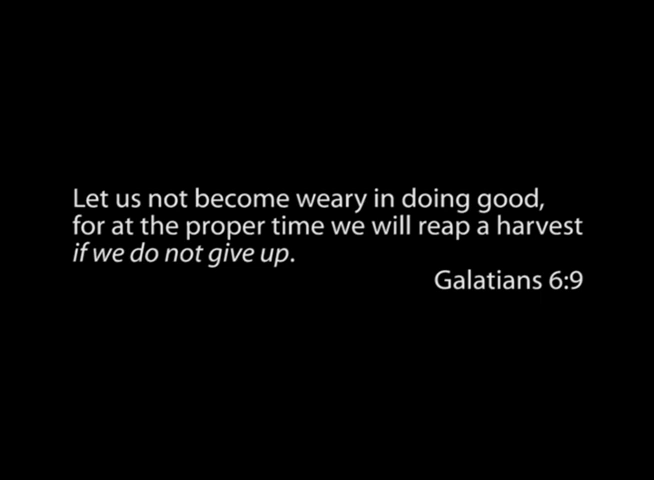 Let us not become weary in doing good,
for at the proper time we will reap a harvest
if we do not give up.
Galatians 6:9